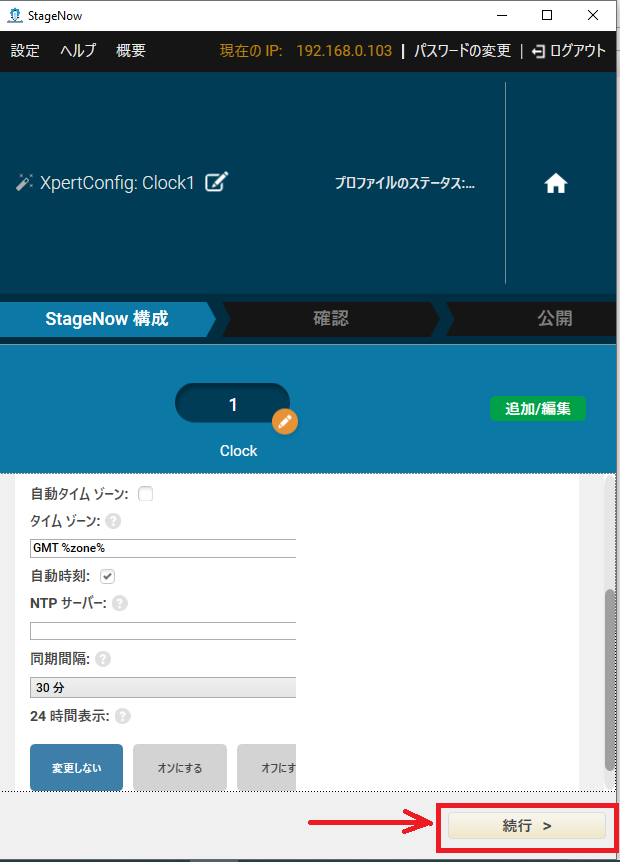 StageNow
設定 ヘルプ 概要 現在の IP: 192.168.0.103 | パスワードの変更 | ログアウト
XpertConfig: Clock1 プロファイルのステータス:...
StageNow 構成 確認 公開
1
追加/編集
Clock
自動タイム ゾーン:
タイム ゾーン: ?
GMT %zone%
自動時刻:
NTP サーバー: ?
同期間隔: ?
30 分
24 時間表示: ?
変更しない オンにする オフにす
続行 >